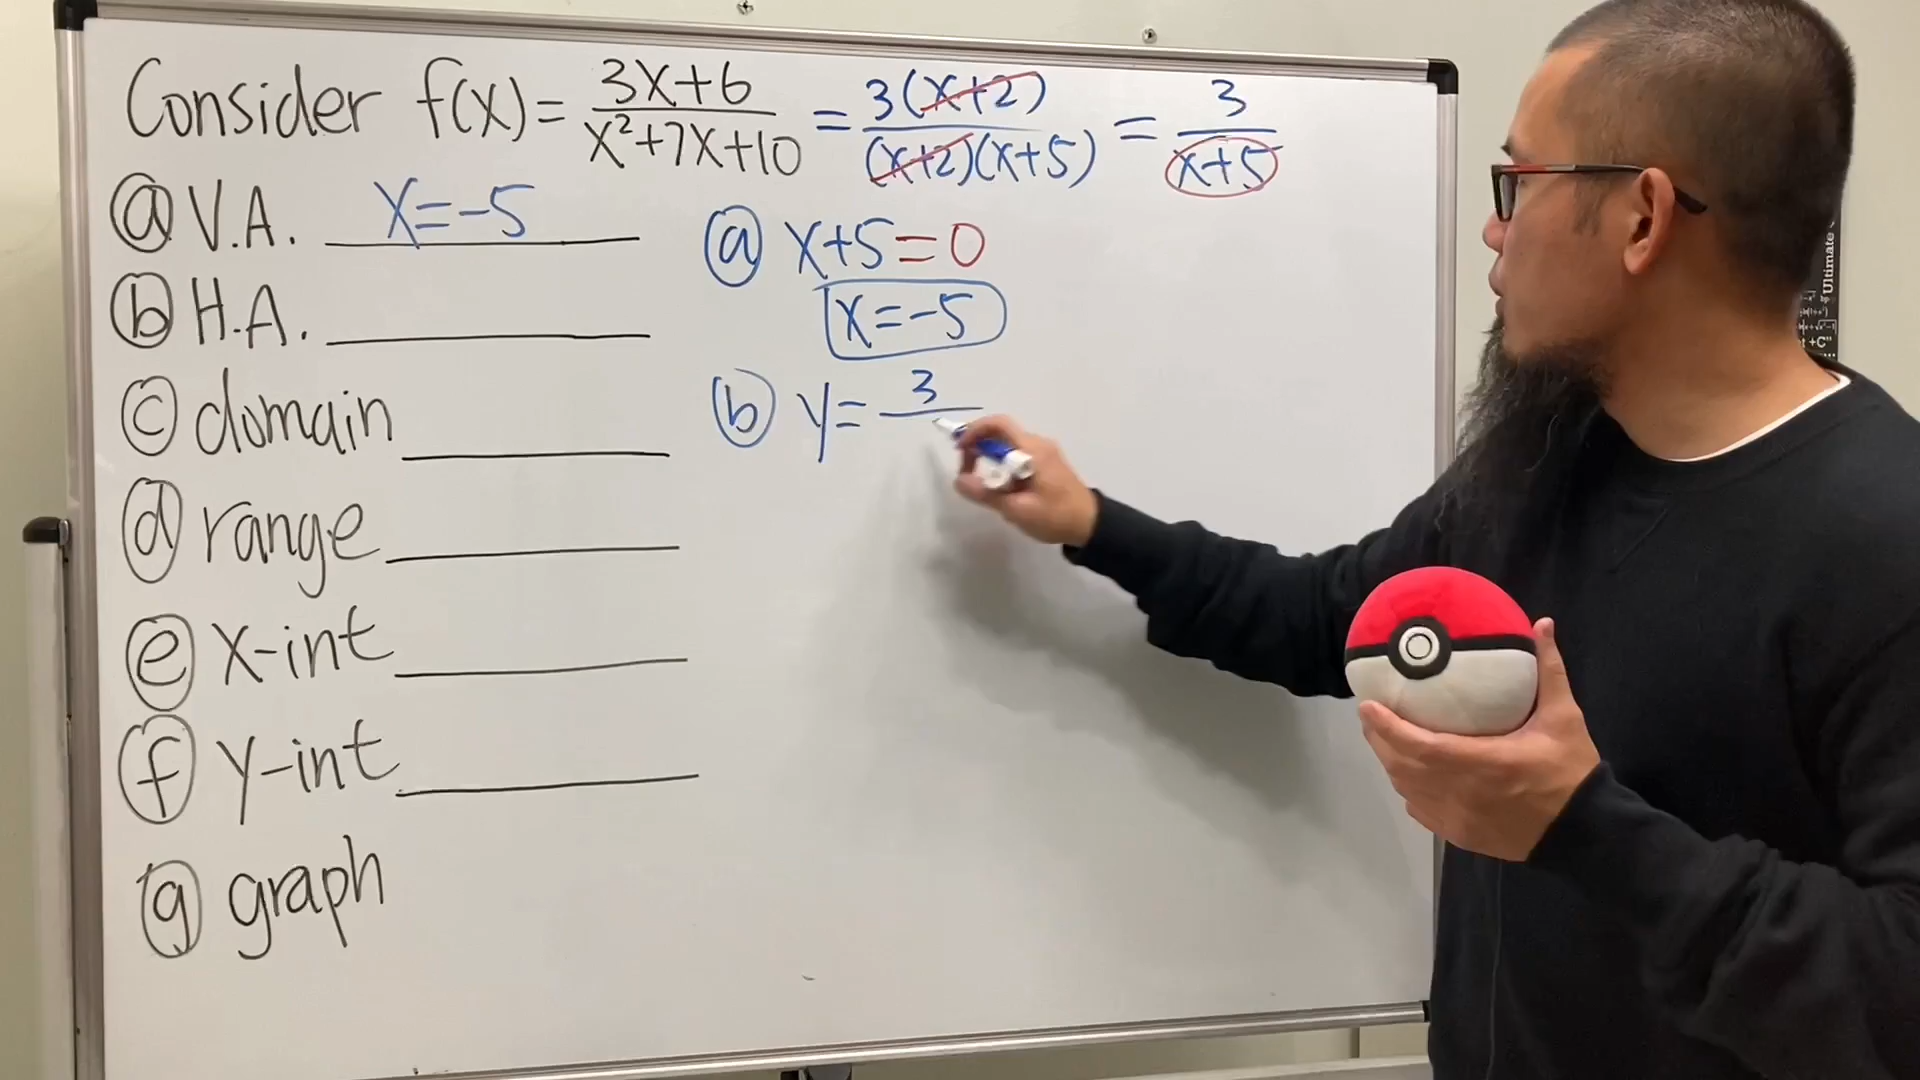 Consider f(x) = (3x+6)/(x²+7x+10) = 3(x+2)/((x+2)(x+5)) = 3/(x+5)
ⓐ V.A. x=-5
ⓑ H.A.
ⓒ domain
ⓓ range
ⓔ x-int
ⓕ y-int
ⓖ graph
ⓐ x+5=0
x=-5
ⓑ y= 3
Ultimate